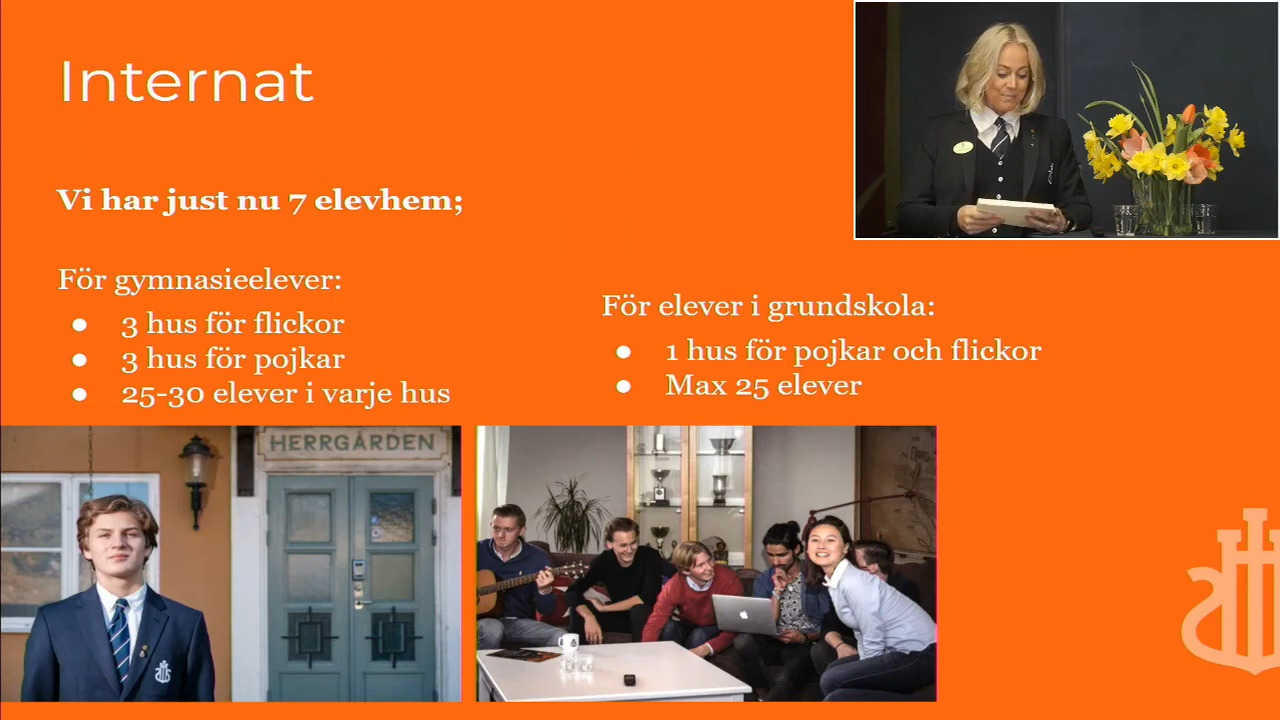 Internat
Vi har just nu 7 elevhem;
För gymnasieelever:
● 3 hus för flickor
● 3 hus för pojkar
● 25-30 elever i varje hus
För elever i grundskola:
● 1 hus för pojkar och flickor
● Max 25 elever
HERRGÅRDEN